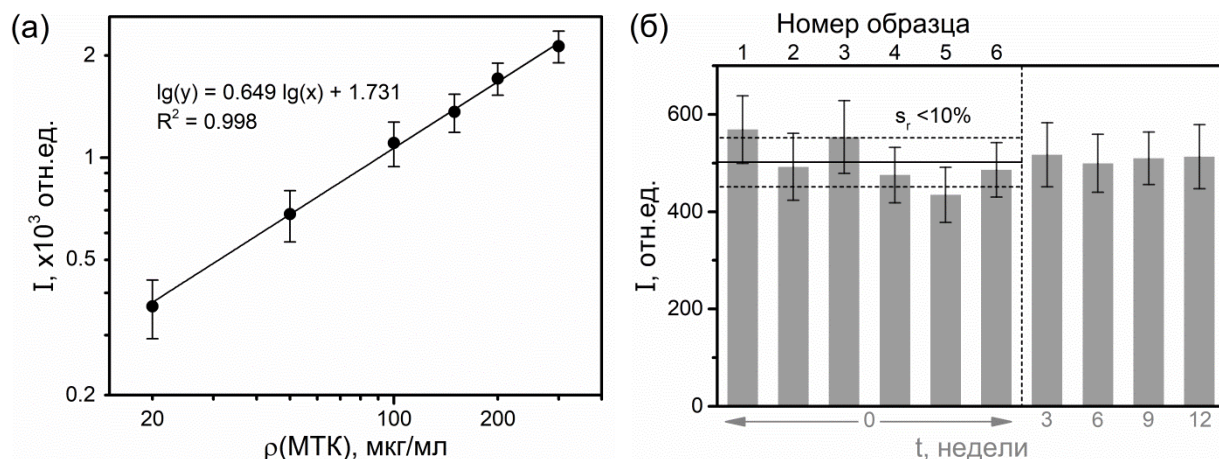 (а)
2
1
0.5
0.2
I, x10³ отн.ед.
lg(y) = 0.649 lg(x) + 1.731
R² = 0.998
20 100 200
ρ(МТК), мкг/мл
(б)
Номер образца
1 2 3 4 5 6
600
400
200
0
I, отн.ед.
sᵣ <10%
0 3 6 9 12
t, недели